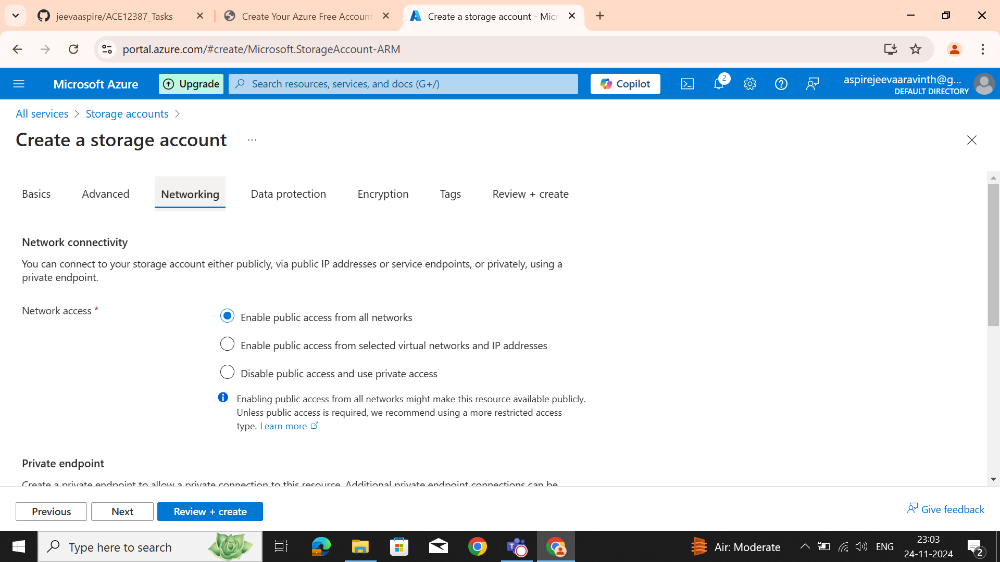 jeevaaspire/ACE12387_Tasks
Create Your Azure Free Account
Create a storage account - Micr
portal.azure.com/#create/Microsoft.StorageAccount-ARM
Microsoft Azure
Upgrade
Search resources, services, and docs (G+/)
Copilot
2
aspirejeevaaravinth@g...
DEFAULT DIRECTORY
All services
Storage accounts
Create a storage account
...
Basics
Advanced
Networking
Data protection
Encryption
Tags
Review + create
Network connectivity
You can connect to your storage account either publicly, via public IP addresses or service endpoints, or privately, using a
private endpoint.
Network access *
Enable public access from all networks
Enable public access from selected virtual networks and IP addresses
Disable public access and use private access
Enabling public access from all networks might make this resource available publicly.
Unless public access is required, we recommend using a more restricted access
type. Learn more
Private endpoint
Create a private endpoint to allow a private connection to this resource. Additional private endpoint connections can be
Previous
Next
Review + create
Give feedback
Type here to search
Air: Moderate
ENG
23:03
24-11-2024
2